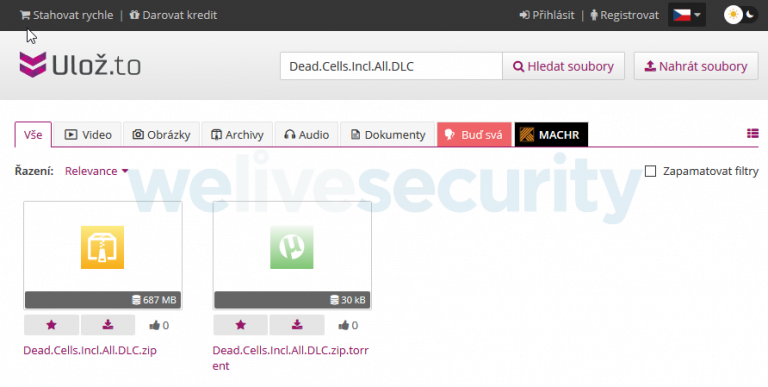 Stahovat rychle | Darovat kredit Přihlásit | Registrovat
Ulož.to Dead.Cells.Incl.All.DLC Hledat soubory Nahrát soubory
Vše Video Obrázky Archivy Audio Dokumenty Buď svá MACHR
Řazení: Relevance Zapamatovat filtry
welivesecurity
687 MB 30 kB
0 0
Dead.Cells.Incl.All.DLC.zip Dead.Cells.Incl.All.DLC.zip.torr
ent